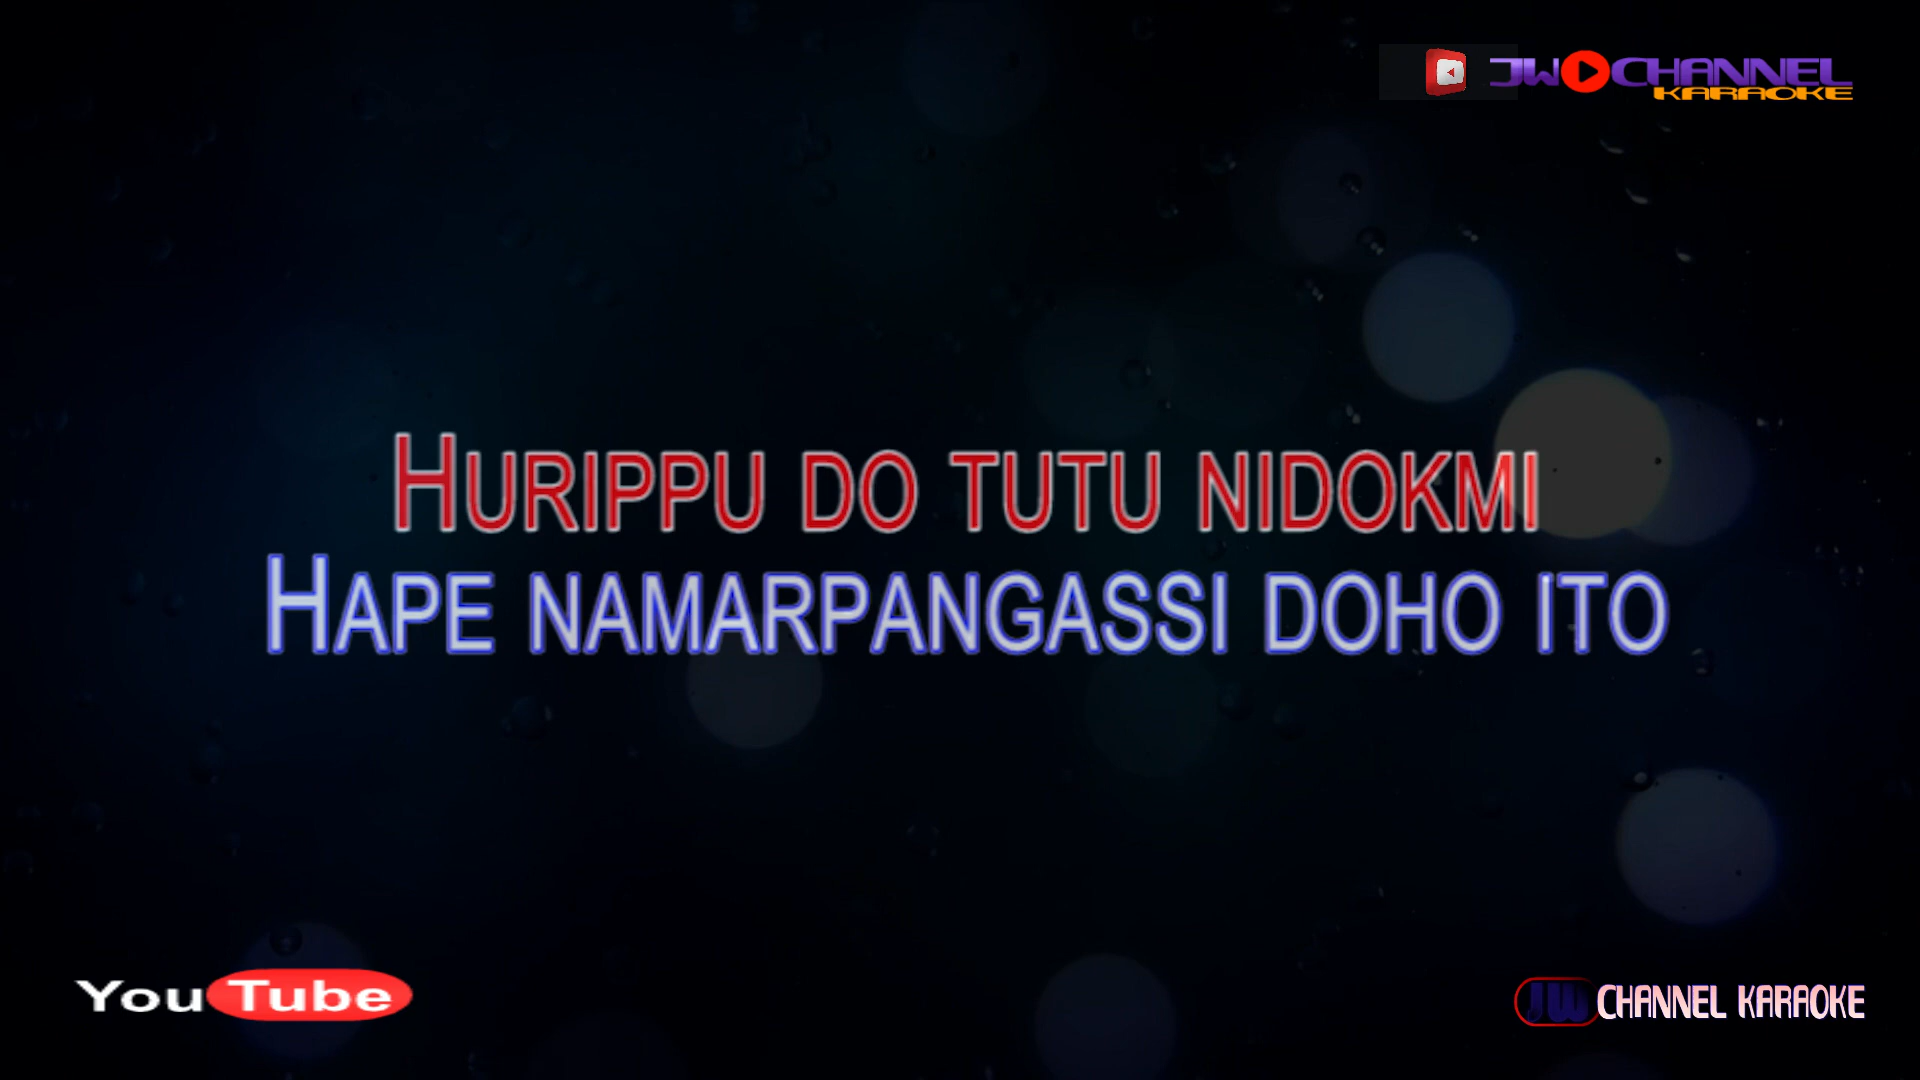 JW CHANNEL
KARAOKE
HURIPPU DO TUTU NIDOKMI
HAPE NAMARPANGASSI DOHO ITO
YouTube
JW CHANNEL KARAOKE